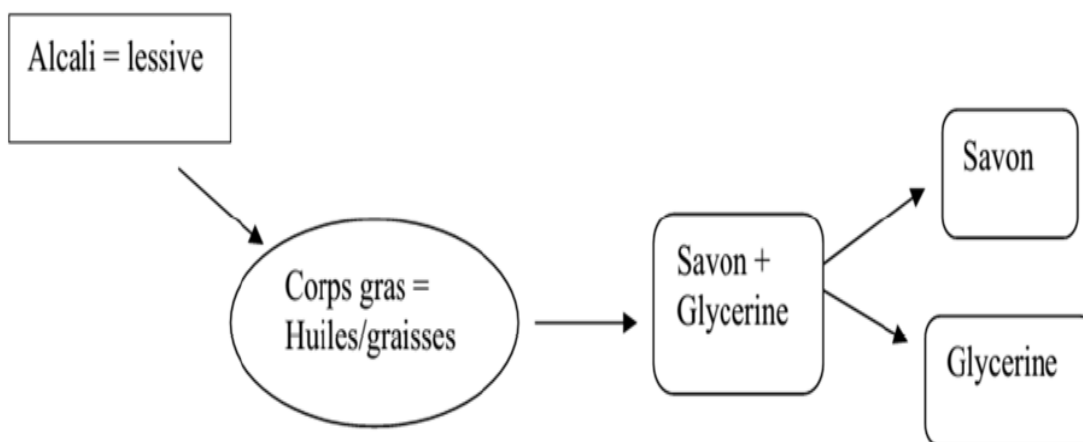 Alcali = lessive
Corps gras =
Huiles/graisses
Savon +
Glycerine
Savon
Glycerine